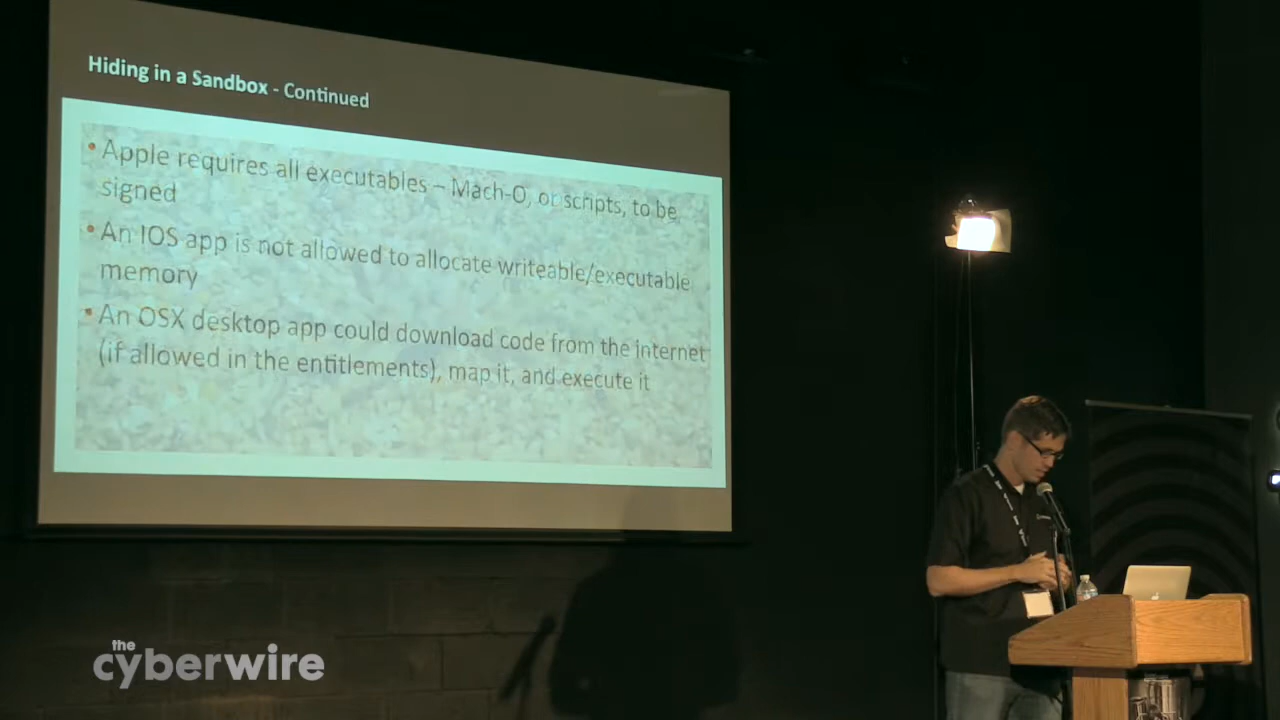 Hiding in a Sandbox - Continued
• Apple requires all executables – Mach-O, or scripts, to be
signed
• An IOS app is not allowed to allocate writeable/executable
memory
• An OSX desktop app could download code from the internet
(if allowed in the entitlements), map it, and execute it
the
cyberwire